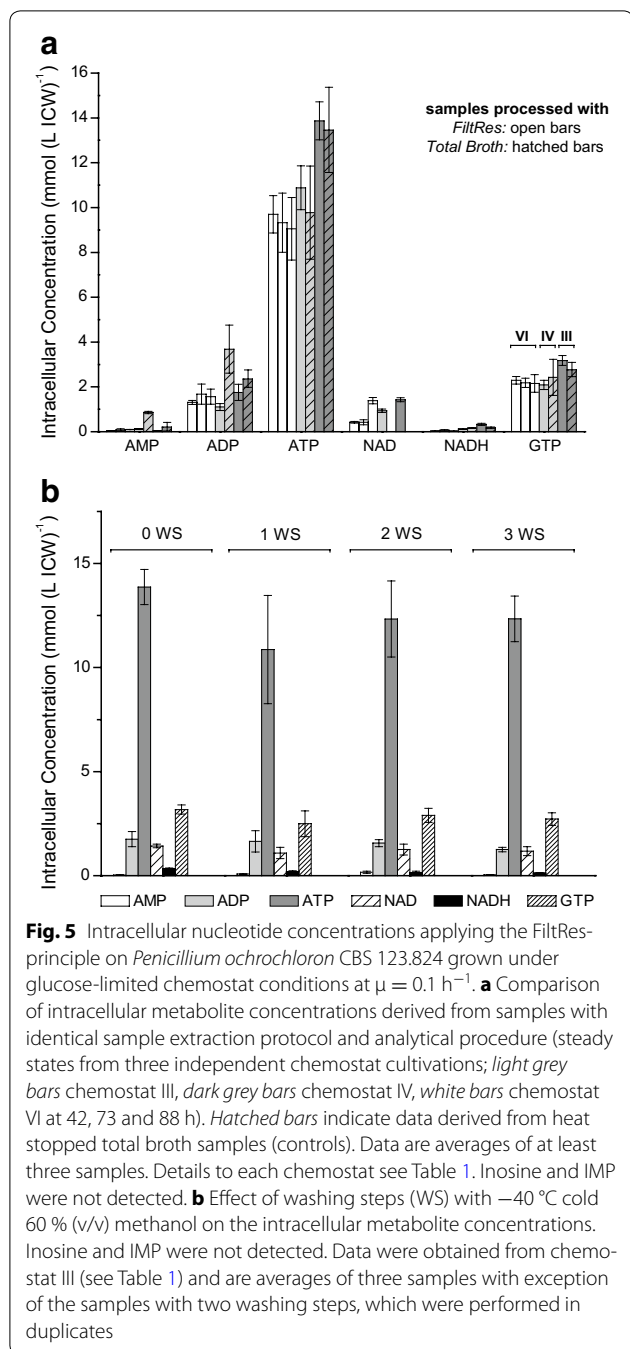 a
16
14
12
10
8
6
4
2
0
Intracellular Concentration (mmol (L ICW)-1)
samples processed with
FiltRes: open bars
Total Broth: hatched bars
VI IV III
AMP ADP ATP NAD NADH GTP
b
15
10
5
0
Intracellular Concentration (mmol (L ICW)-1)
0 WS 1 WS 2 WS 3 WS
AMP ADP ATP NAD NADH GTP
Fig. 5 Intracellular nucleotide concentrations applying the FiltRes-
principle on Penicillium ochrochloron CBS 123.824 grown under
glucose-limited chemostat conditions at μ = 0.1 h−1. a Comparison
of intracellular metabolite concentrations derived from samples with
identical sample extraction protocol and analytical procedure (steady
states from three independent chemostat cultivations; light grey
bars chemostat III, dark grey bars chemostat IV, white bars chemostat
VI at 42, 73 and 88 h). Hatched bars indicate data derived from heat
stopped total broth samples (controls). Data are averages of at least
three samples. Details to each chemostat see Table 1. Inosine and IMP
were not detected. b Effect of washing steps (WS) with −40 °C cold
60 % (v/v) methanol on the intracellular metabolite concentrations.
Inosine and IMP were not detected. Data were obtained from chemo-
stat III (see Table 1) and are averages of three samples with exception
of the samples with two washing steps, which were performed in
duplicates